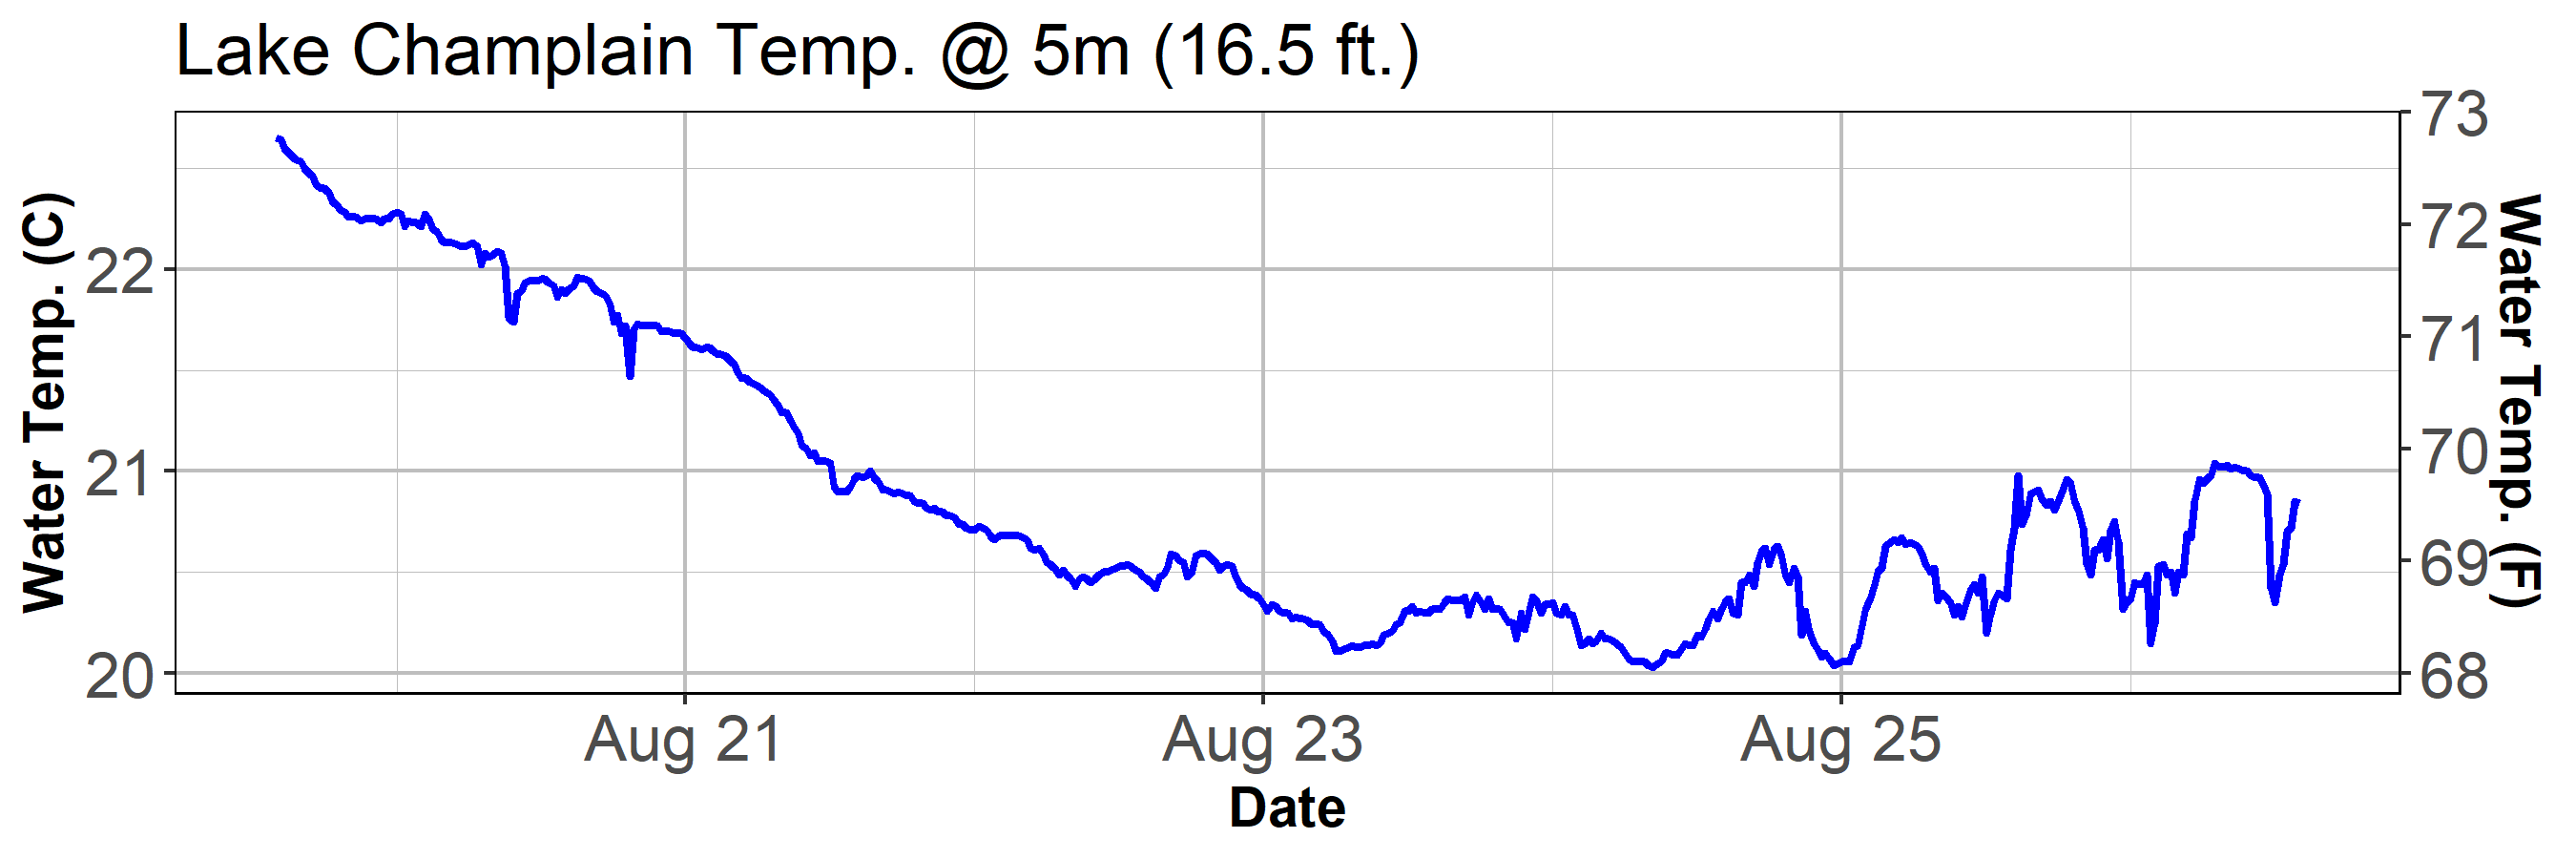 Lake Champlain Temp. @ 5m (16.5 ft.)
Water Temp. (C)
22
21
20
73
72
71
70
69
68
Water Temp. (F)
Aug 21
Aug 23
Aug 25
Date